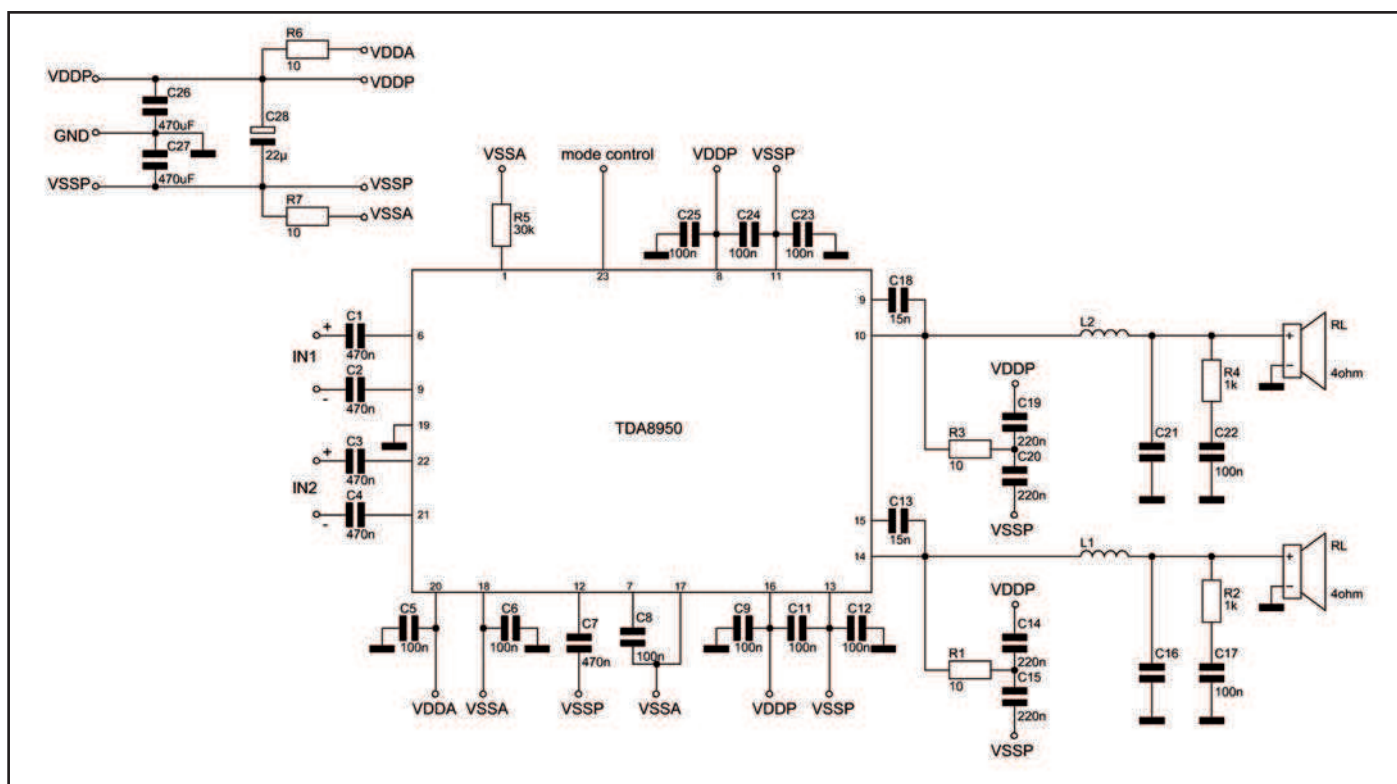 R6
10
VDDA
VDDP
VDDP
C26
470uF
C28
22µ
GND
C27
470uF
VSSP
VSSP
R7
10
VSSA
VSSA
mode control
VDDP
VSSP
R5
30k
C25
100n
C24
100n
C23
100n
1
23
8
11
IN1
+
C1
470n
6
-
C2
470n
9
19
IN2
+
C3
470n
22
-
C4
470n
21
TDA8950
9
C18
15n
10
L2
RL
+
-
4ohm
VDDP
C19
220n
R3
10
C20
220n
VSSP
C21
R4
1k
C22
100n
15
C13
15n
14
L1
RL
+
-
4ohm
VDDP
C14
220n
R1
10
C15
220n
VSSP
C16
R2
1k
C17
100n
20
18
12
7
17
16
13
C5
100n
C6
100n
C7
470n
C8
100n
C9
100n
C11
100n
C12
100n
VDDA
VSSA
VSSP
VSSA
VDDP
VSSP